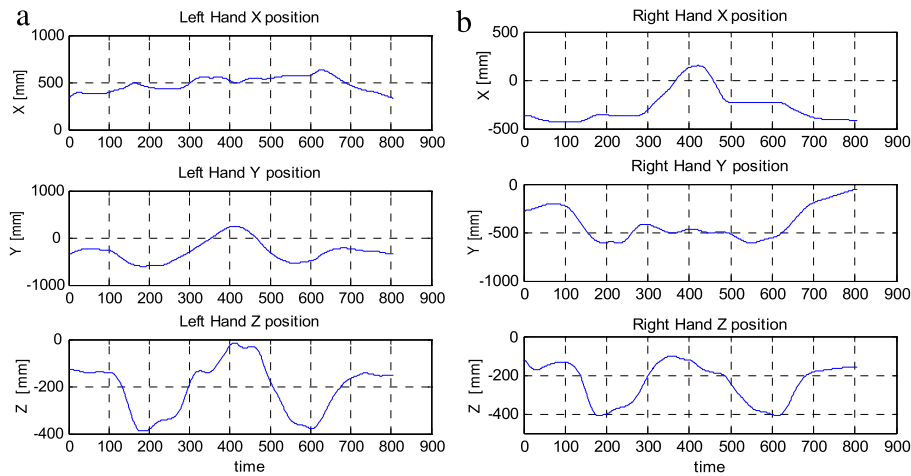 a
Left Hand X position
1000
500
0
X [mm]
0 100 200 300 400 500 600 700 800 900
Left Hand Y position
1000
0
-1000
Y [mm]
0 100 200 300 400 500 600 700 800 900
Left Hand Z position
0
-200
-400
Z [mm]
0 100 200 300 400 500 600 700 800 900
time
b
Right Hand X position
500
0
-500
X [mm]
0 100 200 300 400 500 600 700 800 900
Right Hand Y position
0
-500
-1000
Y [mm]
0 100 200 300 400 500 600 700 800 900
Right Hand Z position
0
-200
-400
Z [mm]
0 100 200 300 400 500 600 700 800 900
time